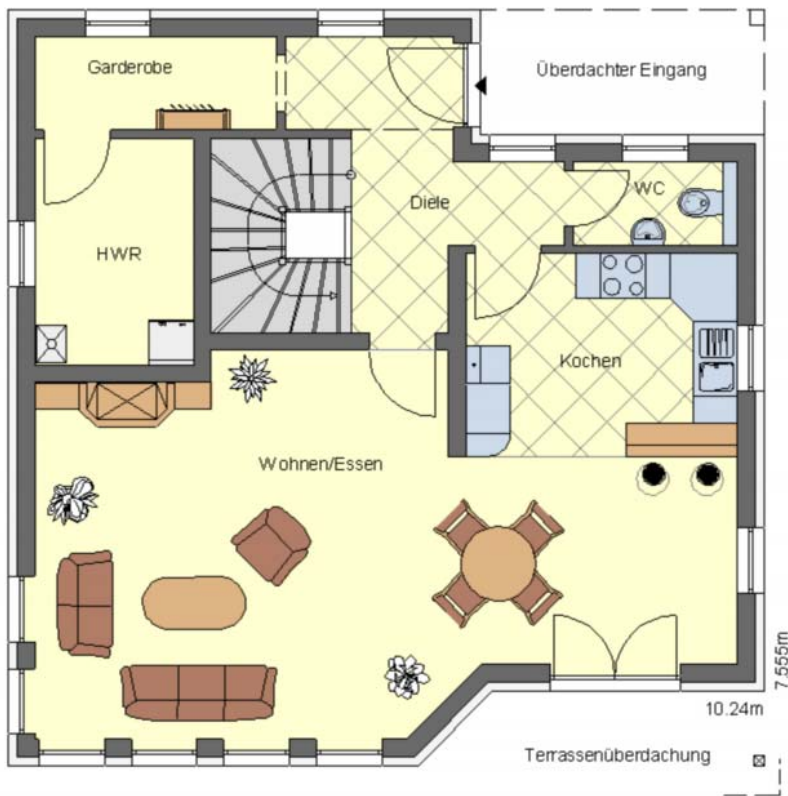 Garderobe
Überdachter Eingang
WC
Diele
HWR
Kochen
Wohnen/Essen
7.555m
10.24m
Terrassenüberdachung